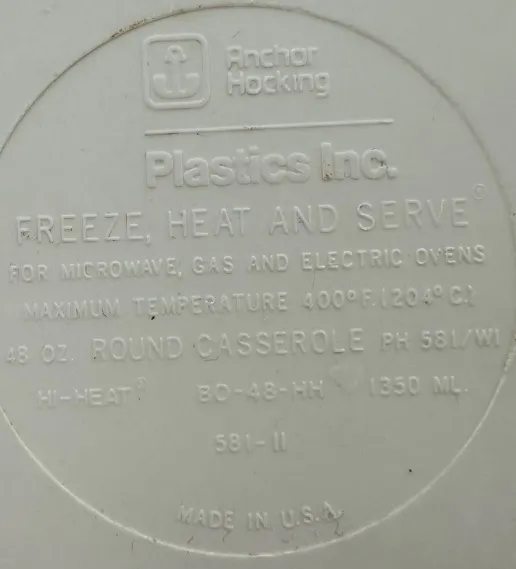 Anchor
Hocking
Plastics Inc.
FREEZE, HEAT AND SERVE®
FOR MICROWAVE, GAS AND ELECTRIC OVENS
MAXIMUM TEMPERATURE 400°F. (204°C.)
48 OZ. ROUND CASSEROLE PH 581/WI
HI-HEAT® BO-48-HH 1350 ML.
581-11
MADE IN U.S.A.